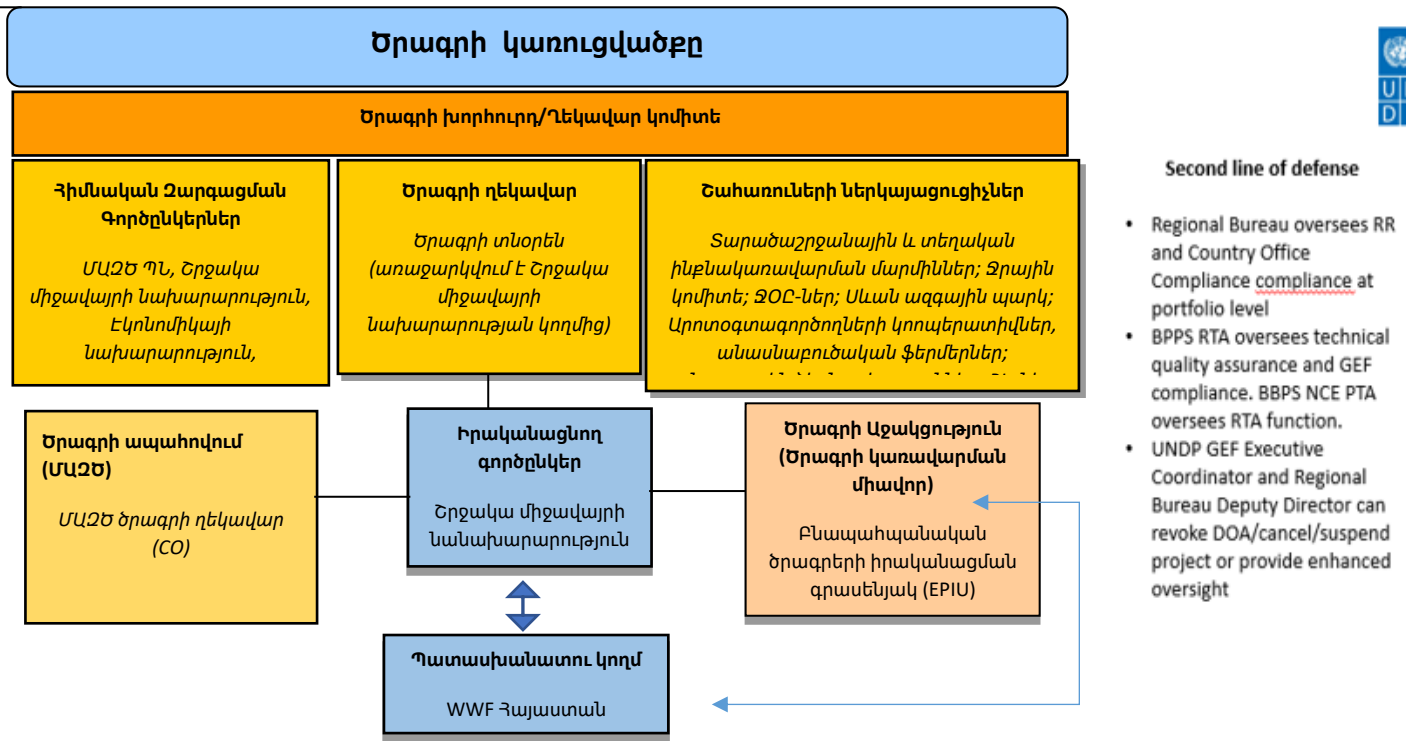 Ծրագրի կառուցվածքը
Ծրագրի խորհուրդ/Ղեկավար կոմիտե
Հիմնական Զարգացման
Գործընկերներ
ՄԱԶԾ ՊՆ, Շրջակա
միջավայրի նախարարություն,
Էկոնոմիկայի
նախարարություն,
Ծրագրի ղեկավար
Ծրագրի տնօրեն
(առաջարկվում է Շրջակա
միջավայրի
նախարարության կողմից)
Շահառուների ներկայացուցիչներ
Տարածաշրջանային և տեղական
ինքնակառավարման մարմիններ; Ջրային
կոմիտե; ՋՕԸ-ներ; Սևան ազգային պարկ;
Արոտօգտագործողների կոոպերատիվներ,
անասնաբուծական ֆերմերներ;
Ծրագրի ապահովում
(ՄԱԶԾ)
ՄԱԶԾ ծրագրի ղեկավար
(CO)
Իրականացնող
գործընկեր
Շրջակա միջավայրի
նանախարարություն
Ծրագրի Աջակցություն
(Ծրագրի կառավարման
միավոր)
Բնապահպանական
ծրագրերի իրականացման
գրասենյակ (EPIU)
Պատասխանատու կողմ
WWF Հայաստան
Second line of defense
• Regional Bureau oversees RR
and Country Office
Compliance compliance at
portfolio level
• BPPS RTA oversees technical
quality assurance and GEF
compliance. BBPS NCE PTA
oversees RTA function.
• UNDP GEF Executive
Coordinator and Regional
Bureau Deputy Director can
revoke DOA/cancel/suspend
project or provide enhanced
oversight